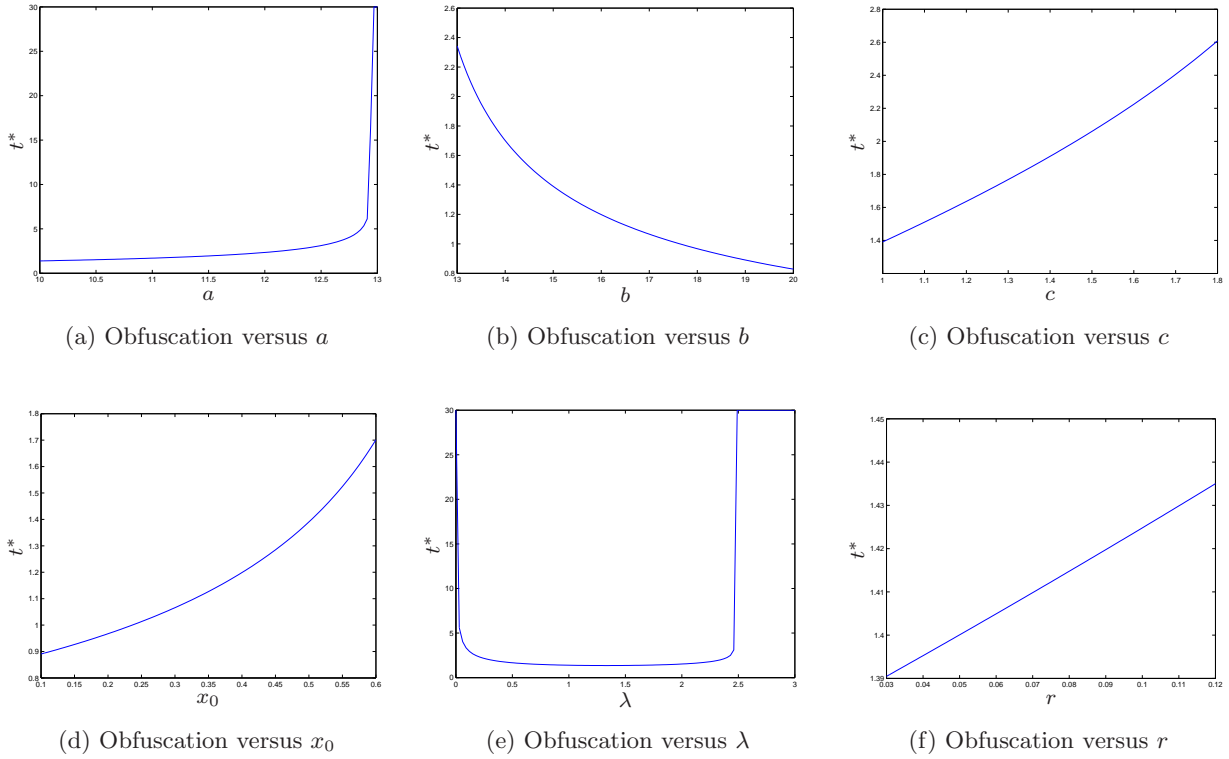 30
25
20
15
10
5
0
t*
10 10.5 11 11.5 12 12.5 13
a
(a) Obfuscation versus a
2.6
2.4
2.2
2
1.8
1.6
1.4
1.2
1
0.8
t*
13 14 15 16 17 18 19 20
b
(b) Obfuscation versus b
2.8
2.6
2.4
2.2
2
1.8
1.6
1.4
t*
1 1.1 1.2 1.3 1.4 1.5 1.6 1.7 1.8
c
(c) Obfuscation versus c
1.8
1.7
1.6
1.5
1.4
1.3
1.2
1.1
1
0.9
0.8
t*
0.1 0.15 0.2 0.25 0.3 0.35 0.4 0.45 0.5 0.55 0.6
x₀
(d) Obfuscation versus x₀
30
25
20
15
10
5
0
t*
0 0.5 1 1.5 2 2.5 3
λ
(e) Obfuscation versus λ
1.45
1.44
1.43
1.42
1.41
1.4
1.39
t*
0.03 0.04 0.05 0.06 0.07 0.08 0.09 0.1 0.11 0.12
r
(f) Obfuscation versus r